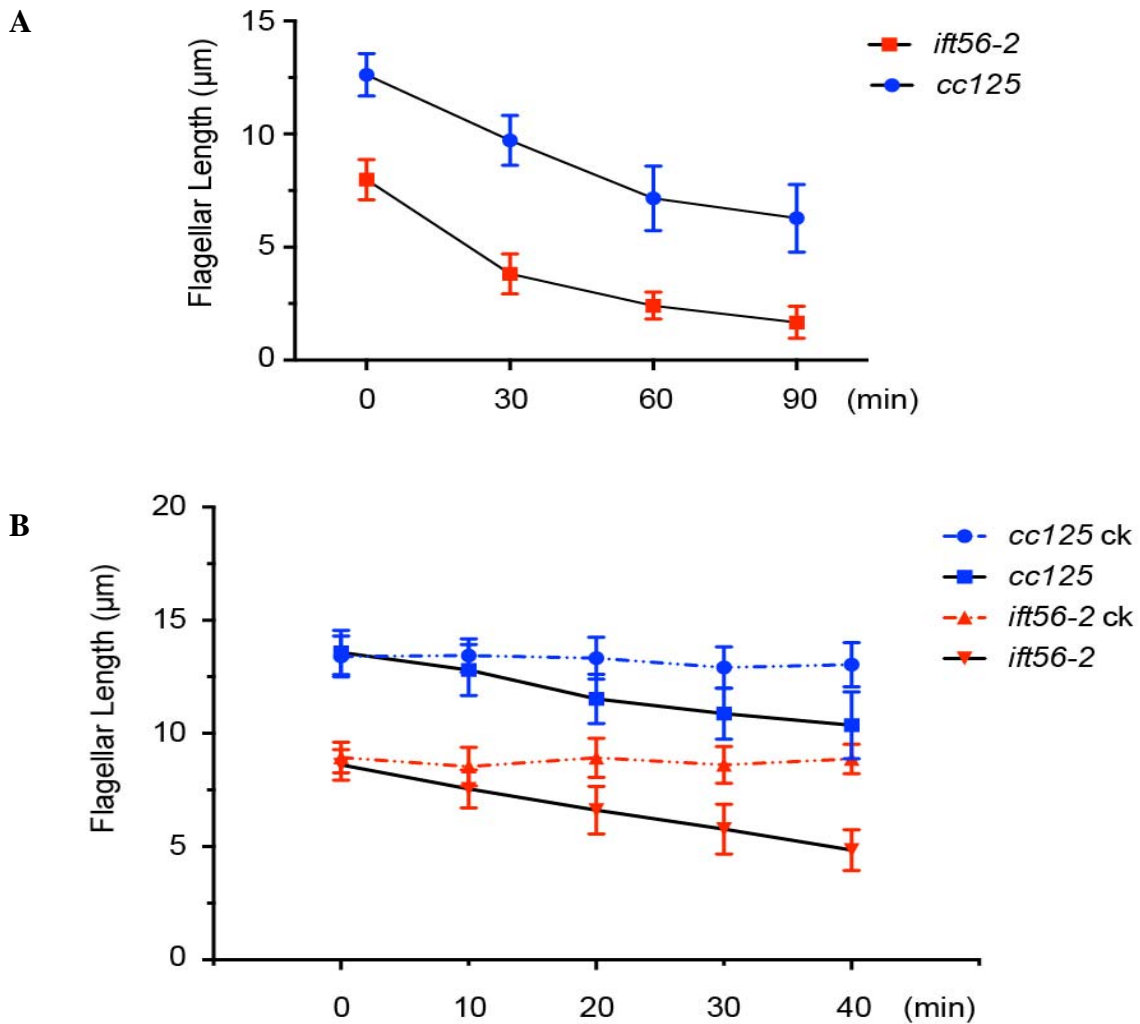 A
15
10
5
0
Flagellar Length (µm)
0 30 60 90 (min)
ift56-2
cc125
B
20
15
10
5
0
Flagellar Length (µm)
0 10 20 30 40 (min)
cc125 ck
cc125
ift56-2 ck
ift56-2